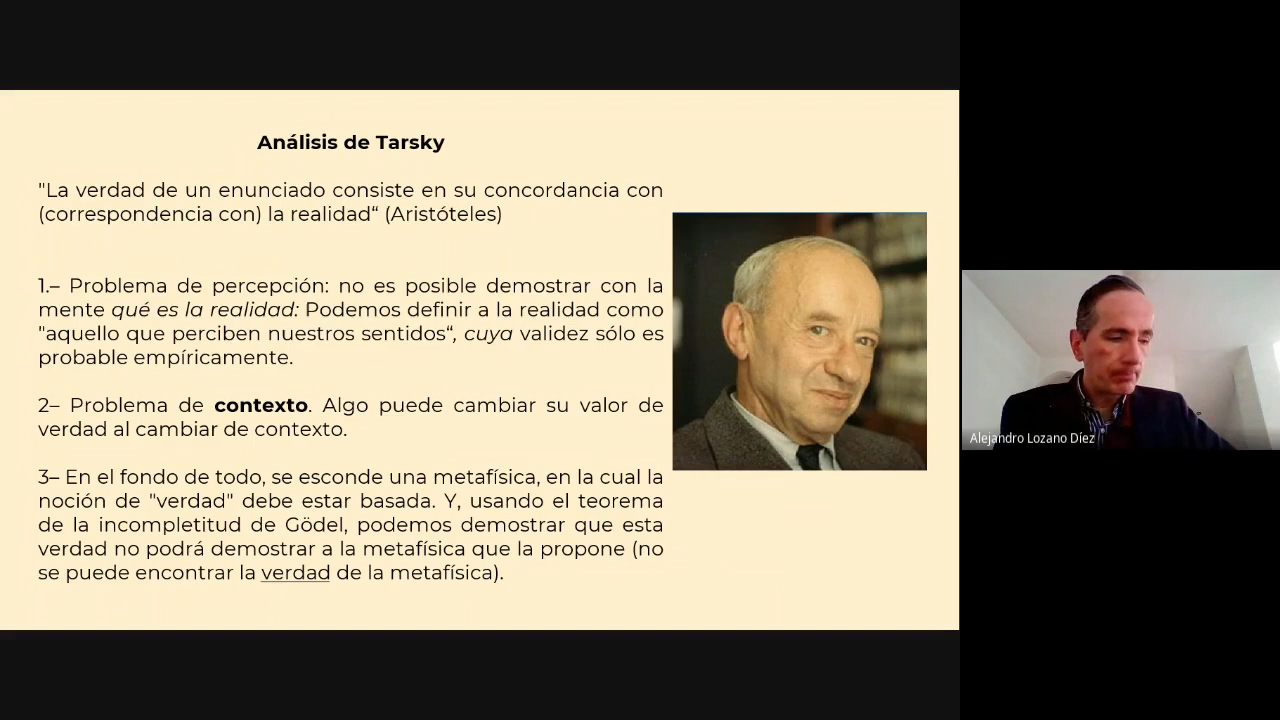 Análisis de Tarsky
"La verdad de un enunciado consiste en su concordancia con
(correspondencia con) la realidad“ (Aristóteles)
1.– Problema de percepción: no es posible demostrar con la
mente qué es la realidad: Podemos definir a la realidad como
"aquello que perciben nuestros sentidos“, cuya validez sólo es
probable empíricamente.
2– Problema de contexto. Algo puede cambiar su valor de
verdad al cambiar de contexto.
3– En el fondo de todo, se esconde una metafísica, en la cual la
noción de "verdad" debe estar basada. Y, usando el teorema
de la incompletitud de Gödel, podemos demostrar que esta
verdad no podrá demostrar a la metafísica que la propone (no
se puede encontrar la verdad de la metafísica).
Alejandro Lozano Díez